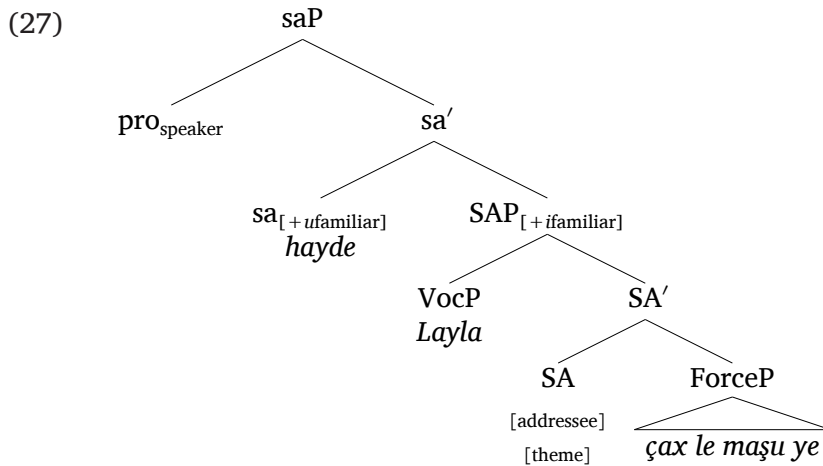 (27)
saP
pro_speaker sa′
sa_[+ufamiliar] SAP_[+ifamiliar]
hayde
VocP SA′
Layla
SA ForceP
[addressee]
[theme] çax le maşu ye